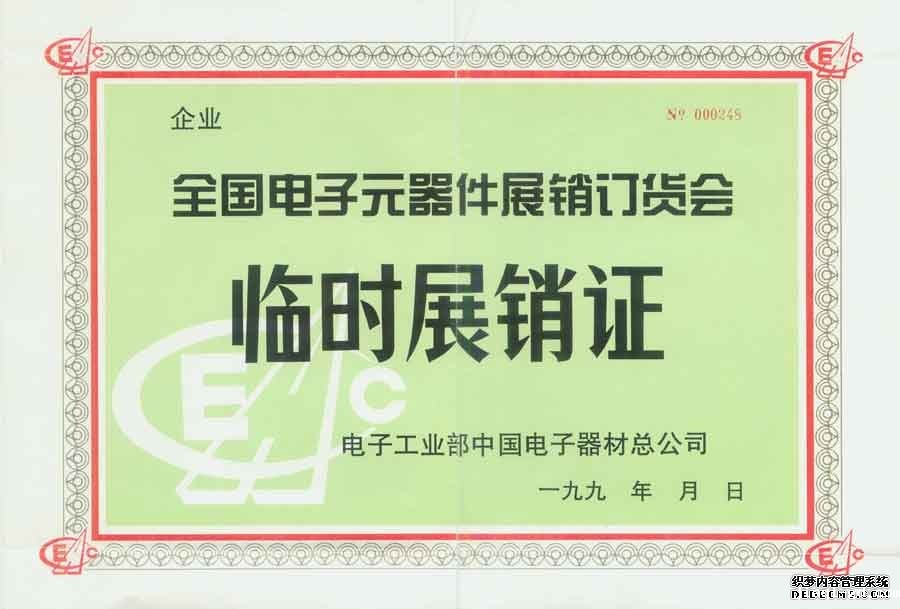 企业
№ 000248
全国电子元器件展销订货会
临时展销证
E C
电子工业部中国电子器材总公司
一九九 年 月 日
织梦内容管理系统
DEDECMS.COM